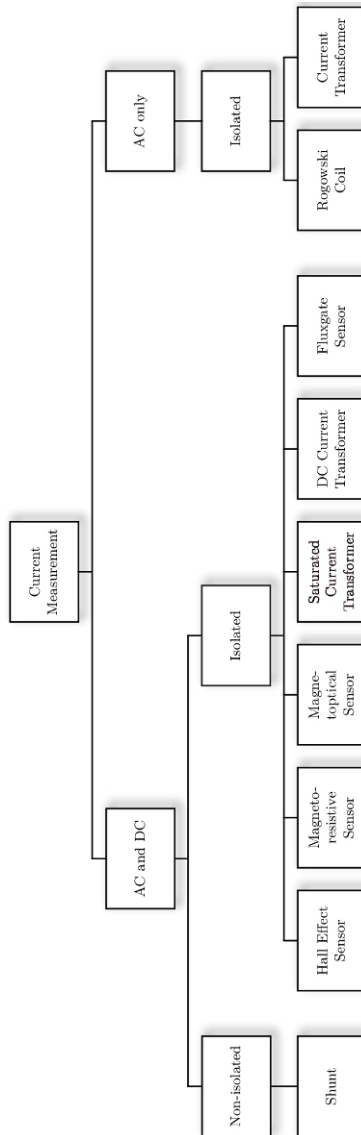 Current
Measurement
AC and DC
AC only
Non-isolated
Isolated
Isolated
Shunt
Hall Effect
Sensor
Magneto-
resistive
Sensor
Magne-
toptical
Sensor
Saturated
Current
Transformer
DC Current
Transformer
Fluxgate
Sensor
Rogowski
Coil
Current
Transformer